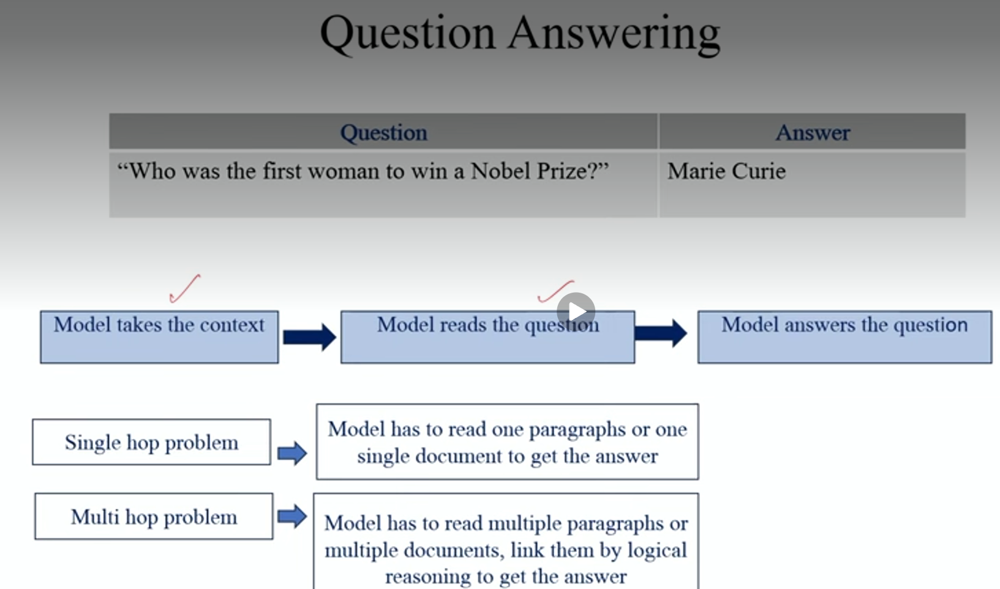 Question Answering
Question
Answer
“Who was the first woman to win a Nobel Prize?”
Marie Curie
Model takes the context
Model reads the question
Model answers the question
Single hop problem
Model has to read one paragraphs or one
single document to get the answer
Multi hop problem
Model has to read multiple paragraphs or
multiple documents, link them by logical
reasoning to get the answer